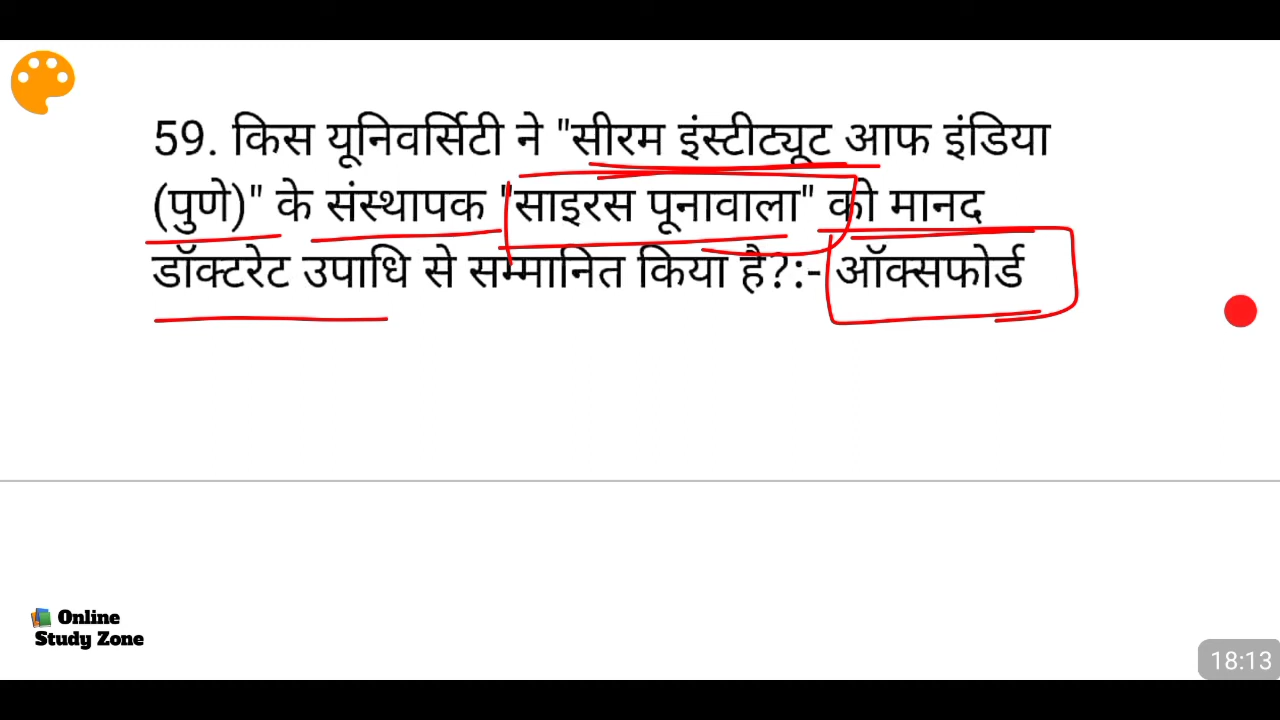 59. किस यूनिवर्सिटी ने "सीरम इंस्टीट्यूट आफ इंडिया
(पुणे)" के संस्थापक "साइरस पूनावाला" को मानद
डॉक्टरेट उपाधि से सम्मानित किया है?:- ऑक्सफोर्ड
Online
Study Zone
18:13